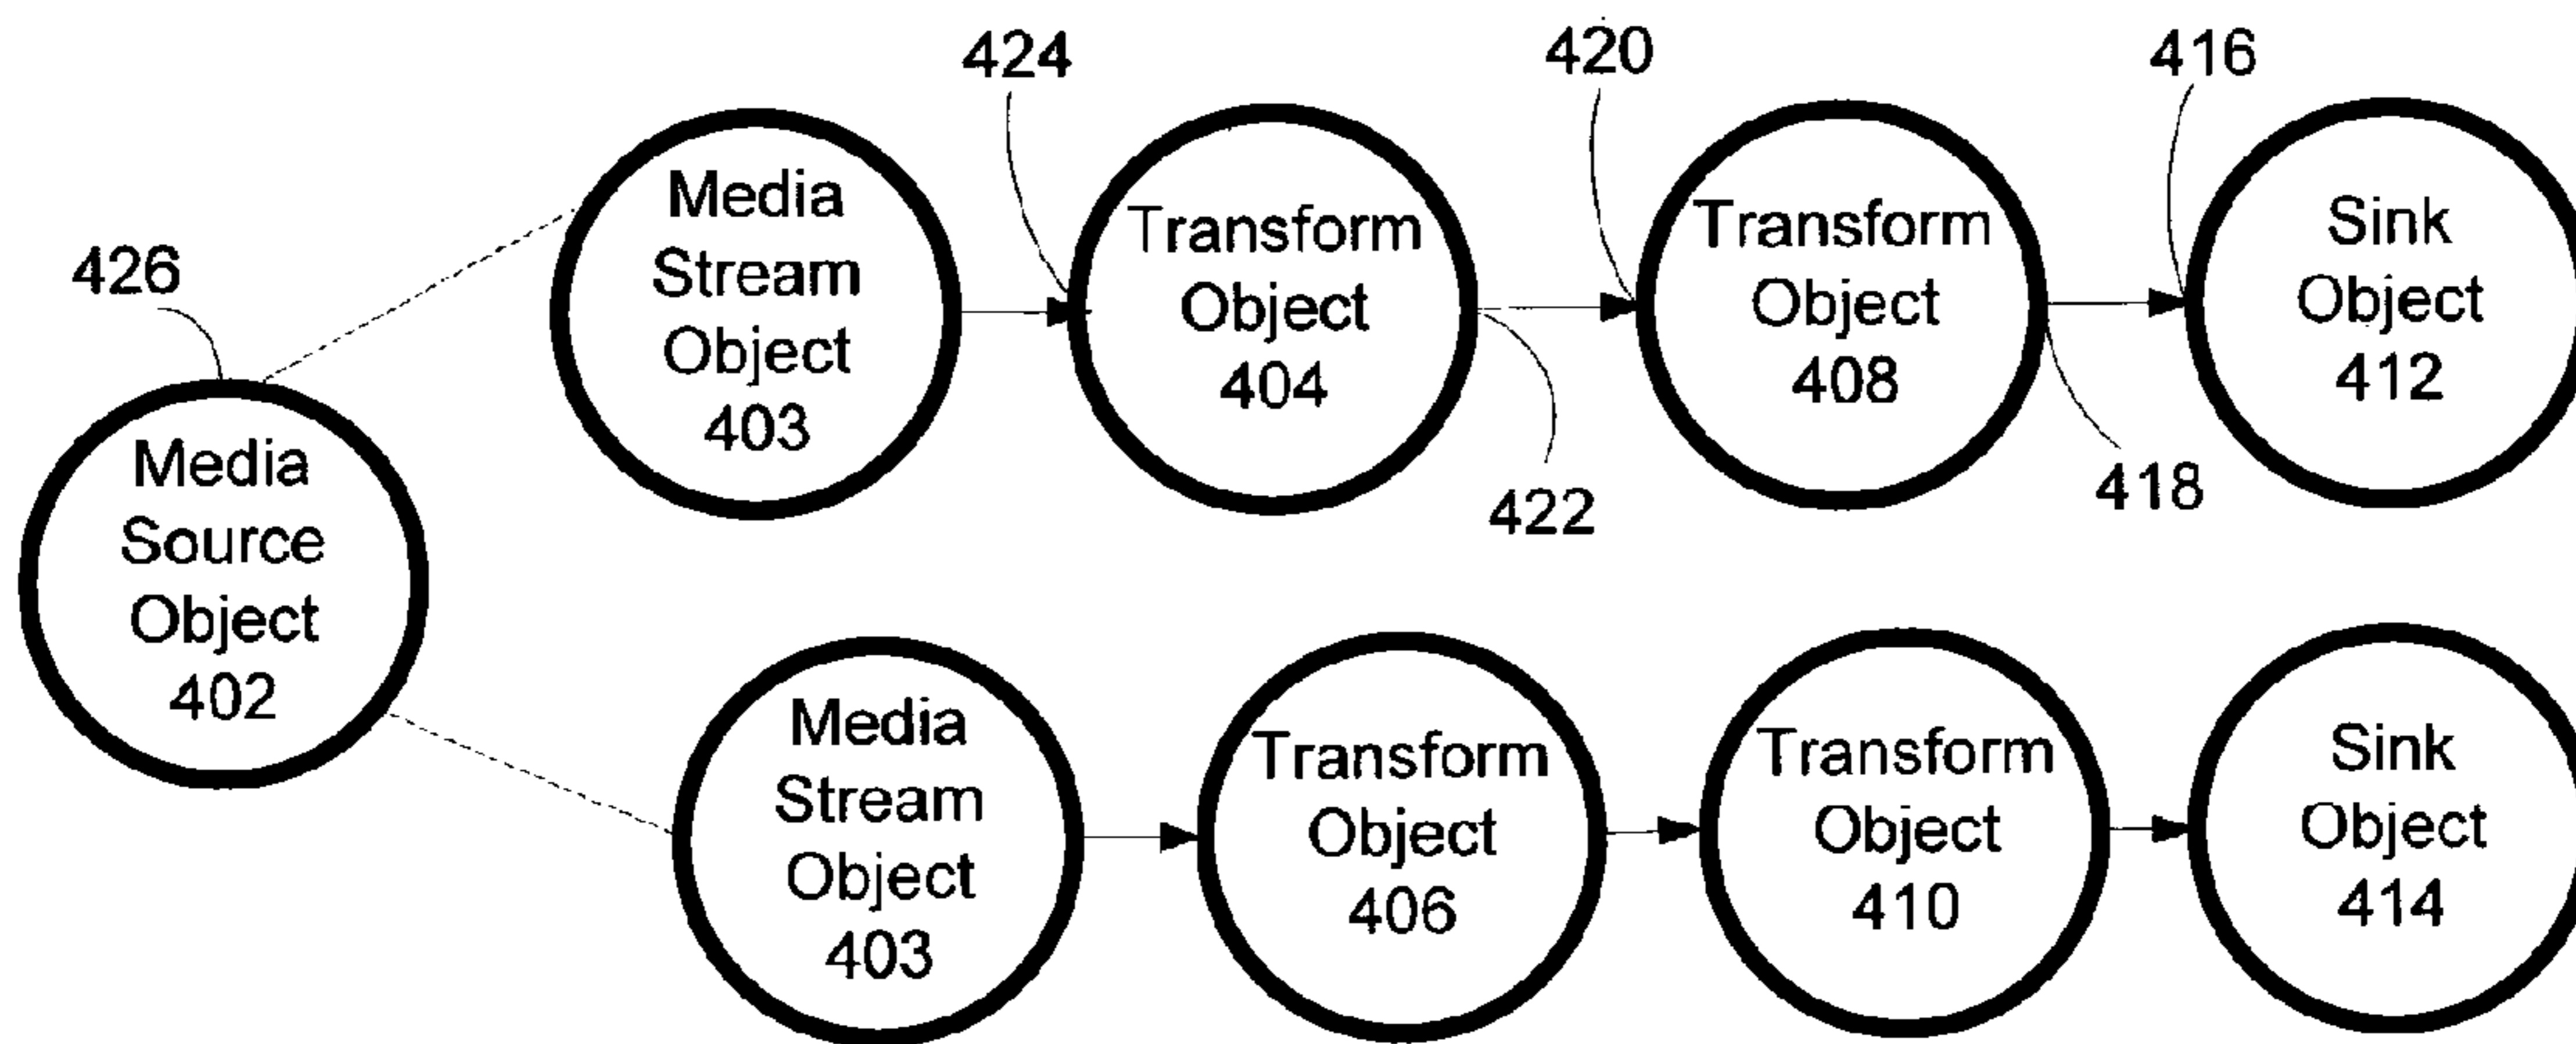 424
420
416
426
Media
Stream
Object
403
Transform
Object
404
Transform
Object
408
Sink
Object
412
422
418
Media
Source
Object
402
Media
Stream
Object
403
Transform
Object
406
Transform
Object
410
Sink
Object
414